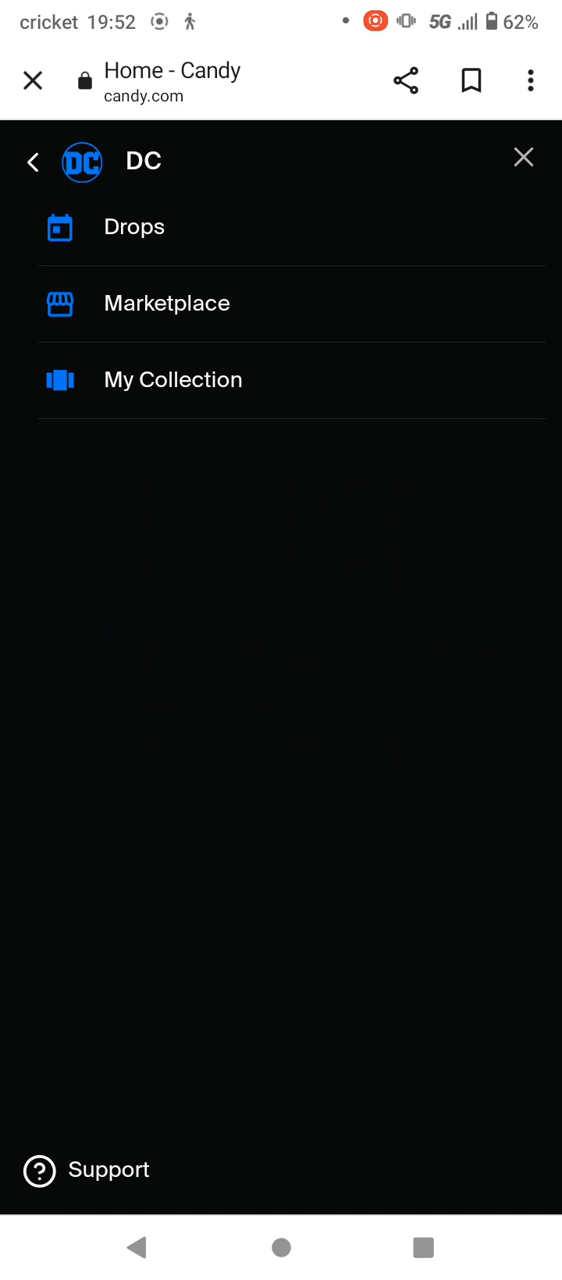 cricket 19:52 5G 62%
Home - Candy
candy.com
DC DC
Drops
Marketplace
My Collection
Support